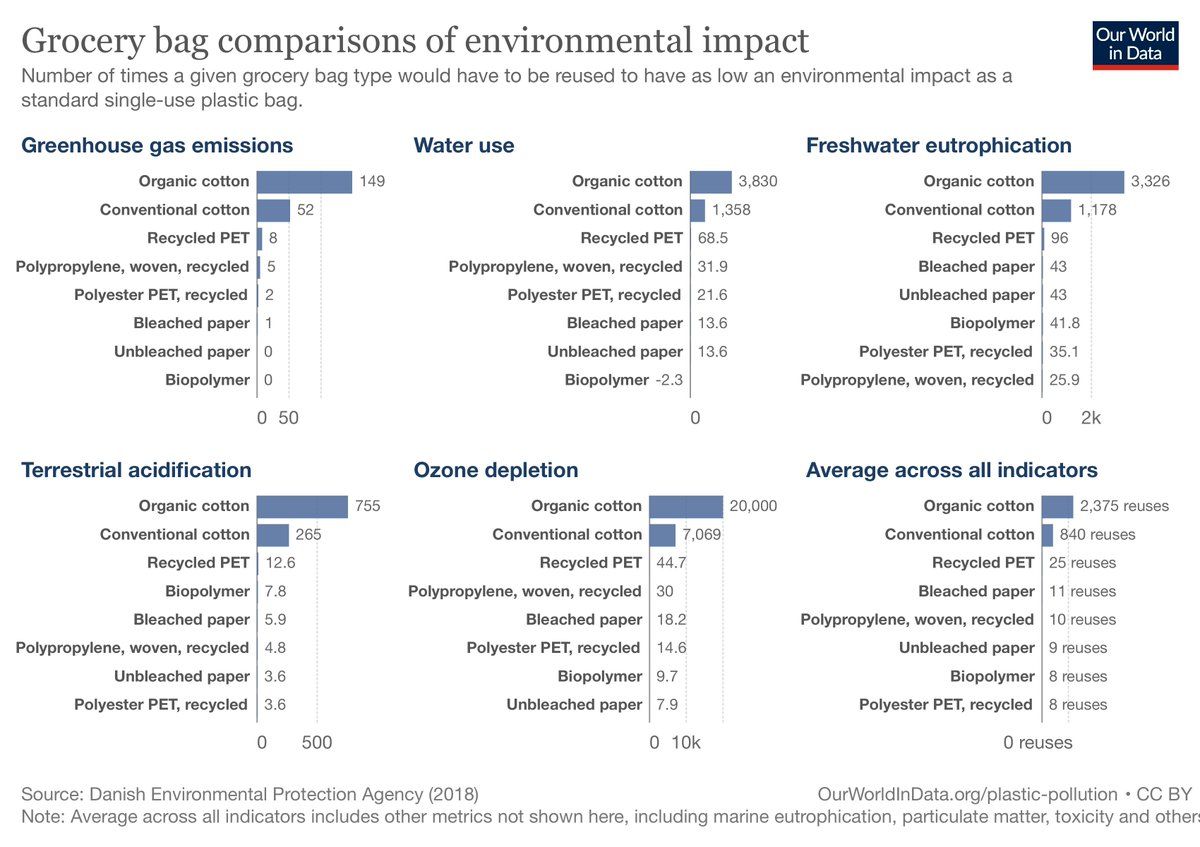 Grocery bag comparisons of environmental impact
Our World
in Data
Number of times a given grocery bag type would have to be reused to have as low an environmental impact as a
standard single-use plastic bag.
Greenhouse gas emissions
Organic cotton 149
Conventional cotton 52
Recycled PET 8
Polypropylene, woven, recycled 5
Polyester PET, recycled 2
Bleached paper 1
Unbleached paper 0
Biopolymer 0
0 50
Water use
Organic cotton 3,830
Conventional cotton 1,358
Recycled PET 68.5
Polypropylene, woven, recycled 31.9
Polyester PET, recycled 21.6
Bleached paper 13.6
Unbleached paper 13.6
Biopolymer -2.3
0
Freshwater eutrophication
Organic cotton 3,326
Conventional cotton 1,178
Recycled PET 96
Bleached paper 43
Unbleached paper 43
Biopolymer 41.8
Polyester PET, recycled 35.1
Polypropylene, woven, recycled 25.9
0 2k
Terrestrial acidification
Organic cotton 755
Conventional cotton 265
Recycled PET 12.6
Biopolymer 7.8
Bleached paper 5.9
Polypropylene, woven, recycled 4.8
Unbleached paper 3.6
Polyester PET, recycled 3.6
0 500
Ozone depletion
Organic cotton 20,000
Conventional cotton 7,069
Recycled PET 44.7
Polypropylene, woven, recycled 30
Bleached paper 18.2
Polyester PET, recycled 14.6
Biopolymer 9.7
Unbleached paper 7.9
0 10k
Average across all indicators
Organic cotton 2,375 reuses
Conventional cotton 840 reuses
Recycled PET 25 reuses
Bleached paper 11 reuses
Polypropylene, woven, recycled 10 reuses
Unbleached paper 9 reuses
Biopolymer 8 reuses
Polyester PET, recycled 8 reuses
0 reuses
Source: Danish Environmental Protection Agency (2018)
OurWorldInData.org/plastic-pollution • CC BY
Note: Average across all indicators includes other metrics not shown here, including marine eutrophication, particulate matter, toxicity and others